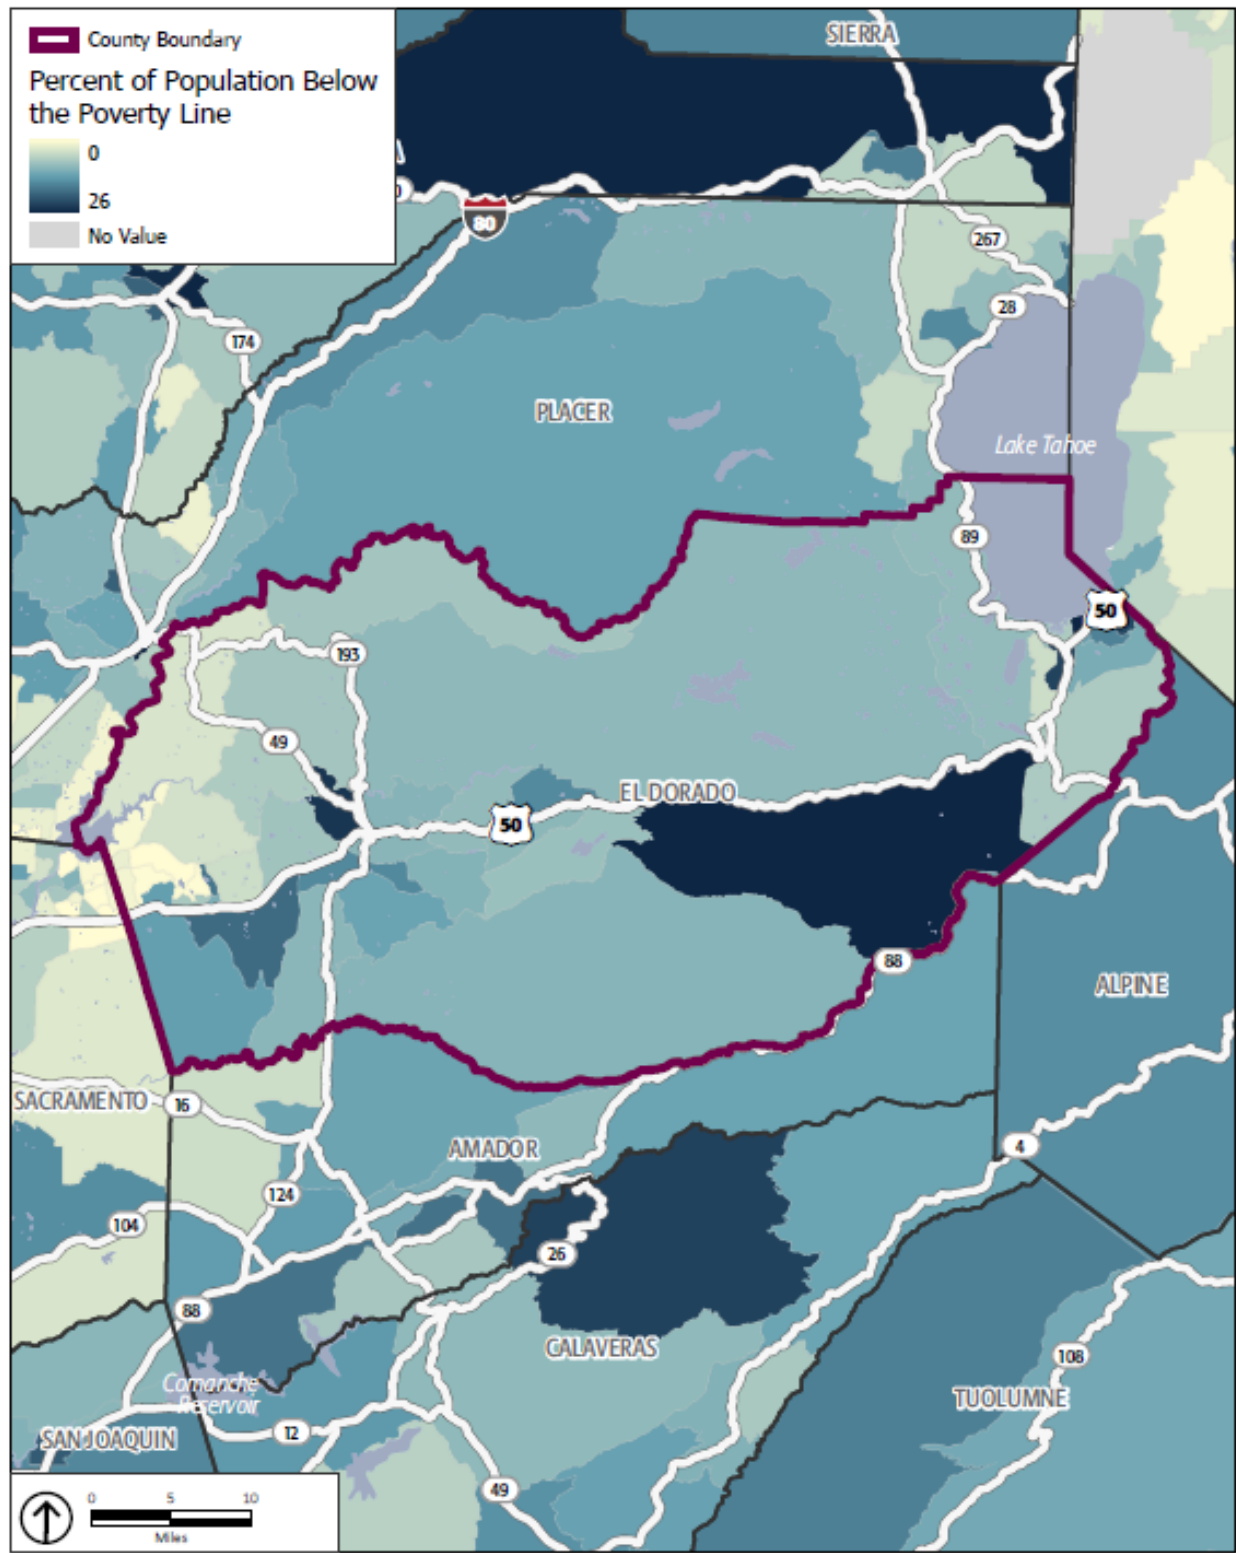 County Boundary
Percent of Population Below
the Poverty Line
0
26
No Value
SIERRA
80
267
28
174
PLACER
Lake Tahoe
89
50
193
49
EL DORADO
50
88
ALPINE
SACRAMENTO
16
AMADOR
4
124
104
26
88
CALAVERAS
108
Comanche
Reservoir
TUOLUMNE
12
SAN JOAQUIN
49
0 5 10
Miles